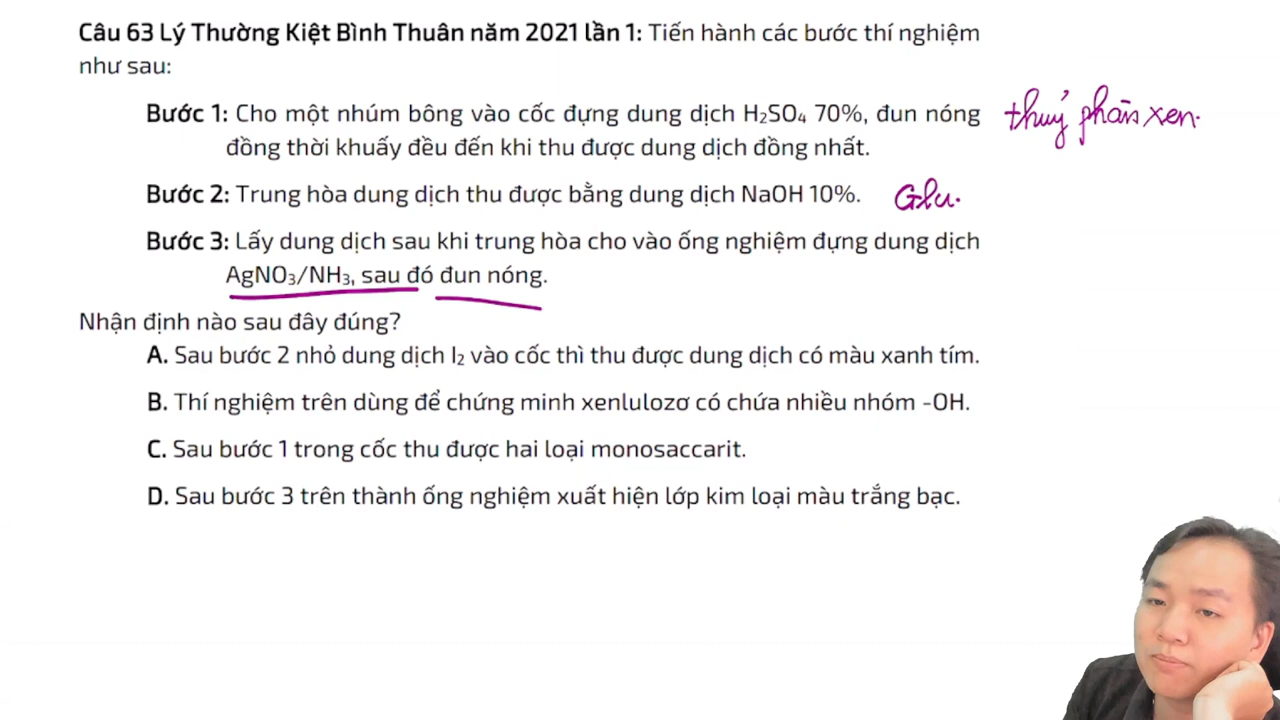 Câu 63 Lý Thường Kiệt Bình Thuân năm 2021 lần 1: Tiến hành các bước thí nghiệm
như sau:
Bước 1: Cho một nhúm bông vào cốc đựng dung dịch H₂SO₄ 70%, đun nóng
đồng thời khuấy đều đến khi thu được dung dịch đồng nhất.
thuỷ phân xen.
Bước 2: Trung hòa dung dịch thu được bằng dung dịch NaOH 10%.
Glu.
Bước 3: Lấy dung dịch sau khi trung hòa cho vào ống nghiệm đựng dung dịch
AgNO₃/NH₃, sau đó đun nóng.
Nhận định nào sau đây đúng?
A. Sau bước 2 nhỏ dung dịch I₂ vào cốc thì thu được dung dịch có màu xanh tím.
B. Thí nghiệm trên dùng để chứng minh xenlulozơ có chứa nhiều nhóm -OH.
C. Sau bước 1 trong cốc thu được hai loại monosaccarit.
D. Sau bước 3 trên thành ống nghiệm xuất hiện lớp kim loại màu trắng bạc.